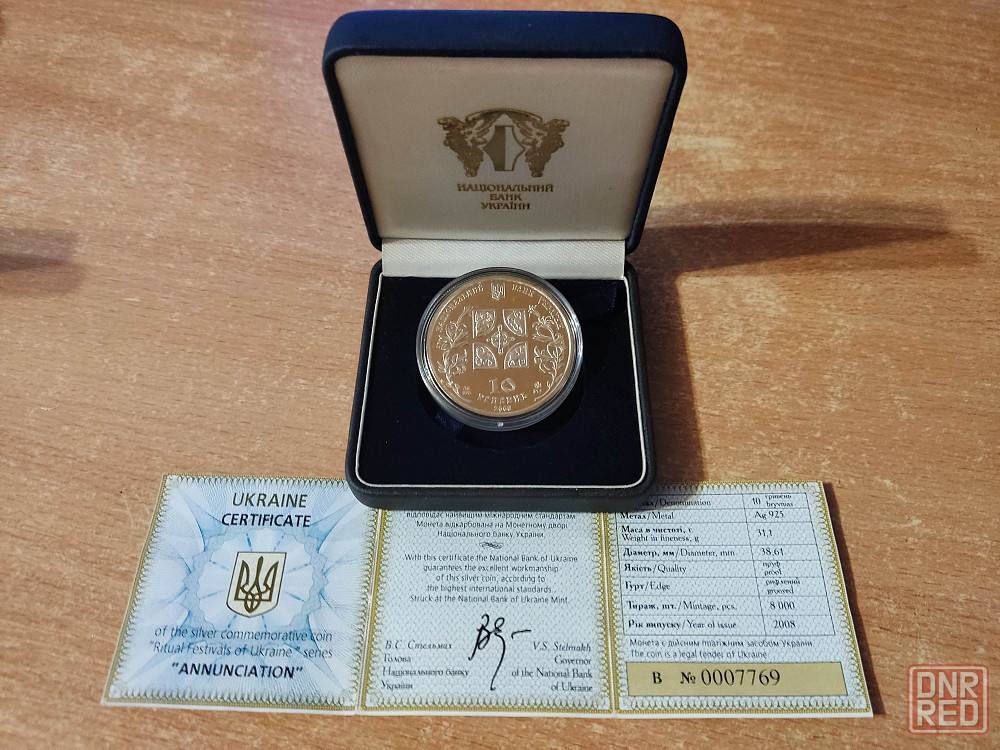 НАЦІОНАЛЬНИЙ
БАНК
УКРАЇНИ
НАЦІОНАЛЬНИЙ БАНК УКРАЇНИ
10
ГРИВЕНЬ
2008
UKRAINE
CERTIFICATE
of the silver commemorative coin
"Ritual Festivals of Ukraine" series
"ANNUNCIATION"
відповідає найвищим міжнародним стандартам.
Монета відкарбована на Монетному дворі
Національного банку України.
With this certificate the National Bank of Ukraine
guarantees the excellent workmanship
of this silver coin, according to
the highest international standards.
Struck at the National Bank of Ukraine Mint.
В.С. Стельмах
Голова
Національного банку
України
V.S. Stelmakh
Governor
of the National Bank
of Ukraine
/Denomination 10 гривень
hryvnias
Метал/Metal Ag 925
Маса в чистоті, г
Weight in fineness, g 31,1
Діаметр, мм/Diameter, mm 38,61
Якість/Quality пруф
proof
Гурт/Edge рифлений
grooved
Тираж, шт./Mintage, pcs. 8 000
Рік випуску/Year of issue 2008
Монета є дійсним платіжним засобом України
The coin is a legal tender of Ukraine
В № 0007769
DNR
RED